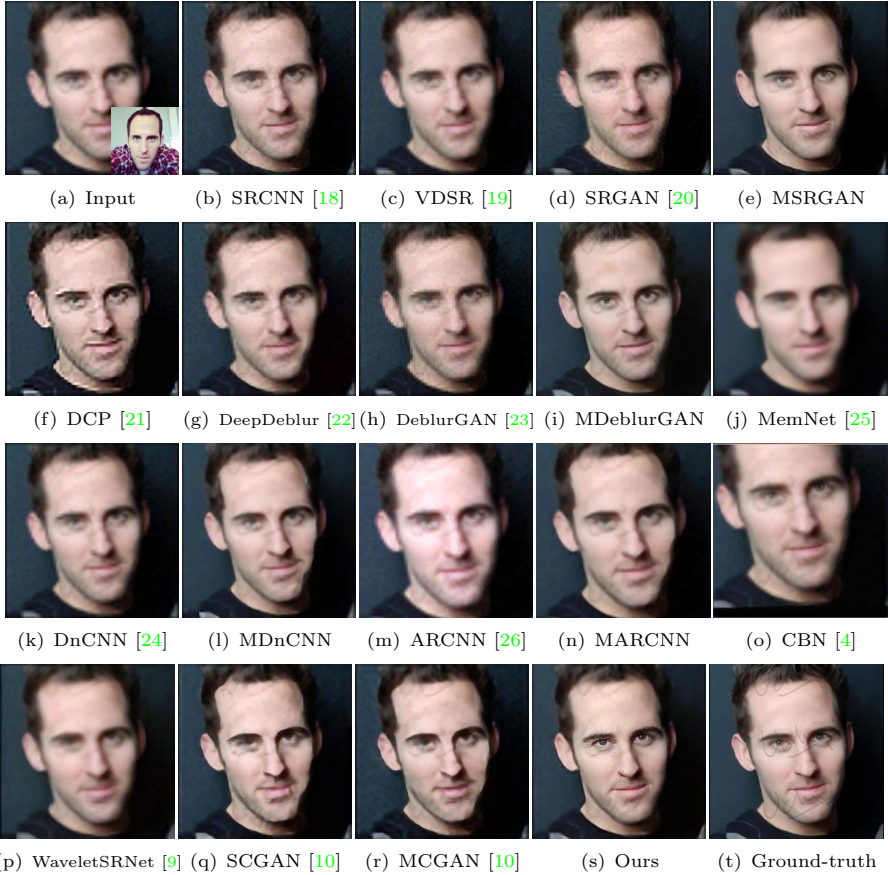 (a) Input (b) SRCNN [18] (c) VDSR [19] (d) SRGAN [20] (e) MSRGAN
(f) DCP [21] (g) DeepDeblur [22] (h) DeblurGAN [23] (i) MDeblurGAN (j) MemNet [25]
(k) DnCNN [24] (l) MDnCNN (m) ARCNN [26] (n) MARCNN (o) CBN [4]
p) WaveletSRNet [9] (q) SCGAN [10] (r) MCGAN [10] (s) Ours (t) Ground-truth